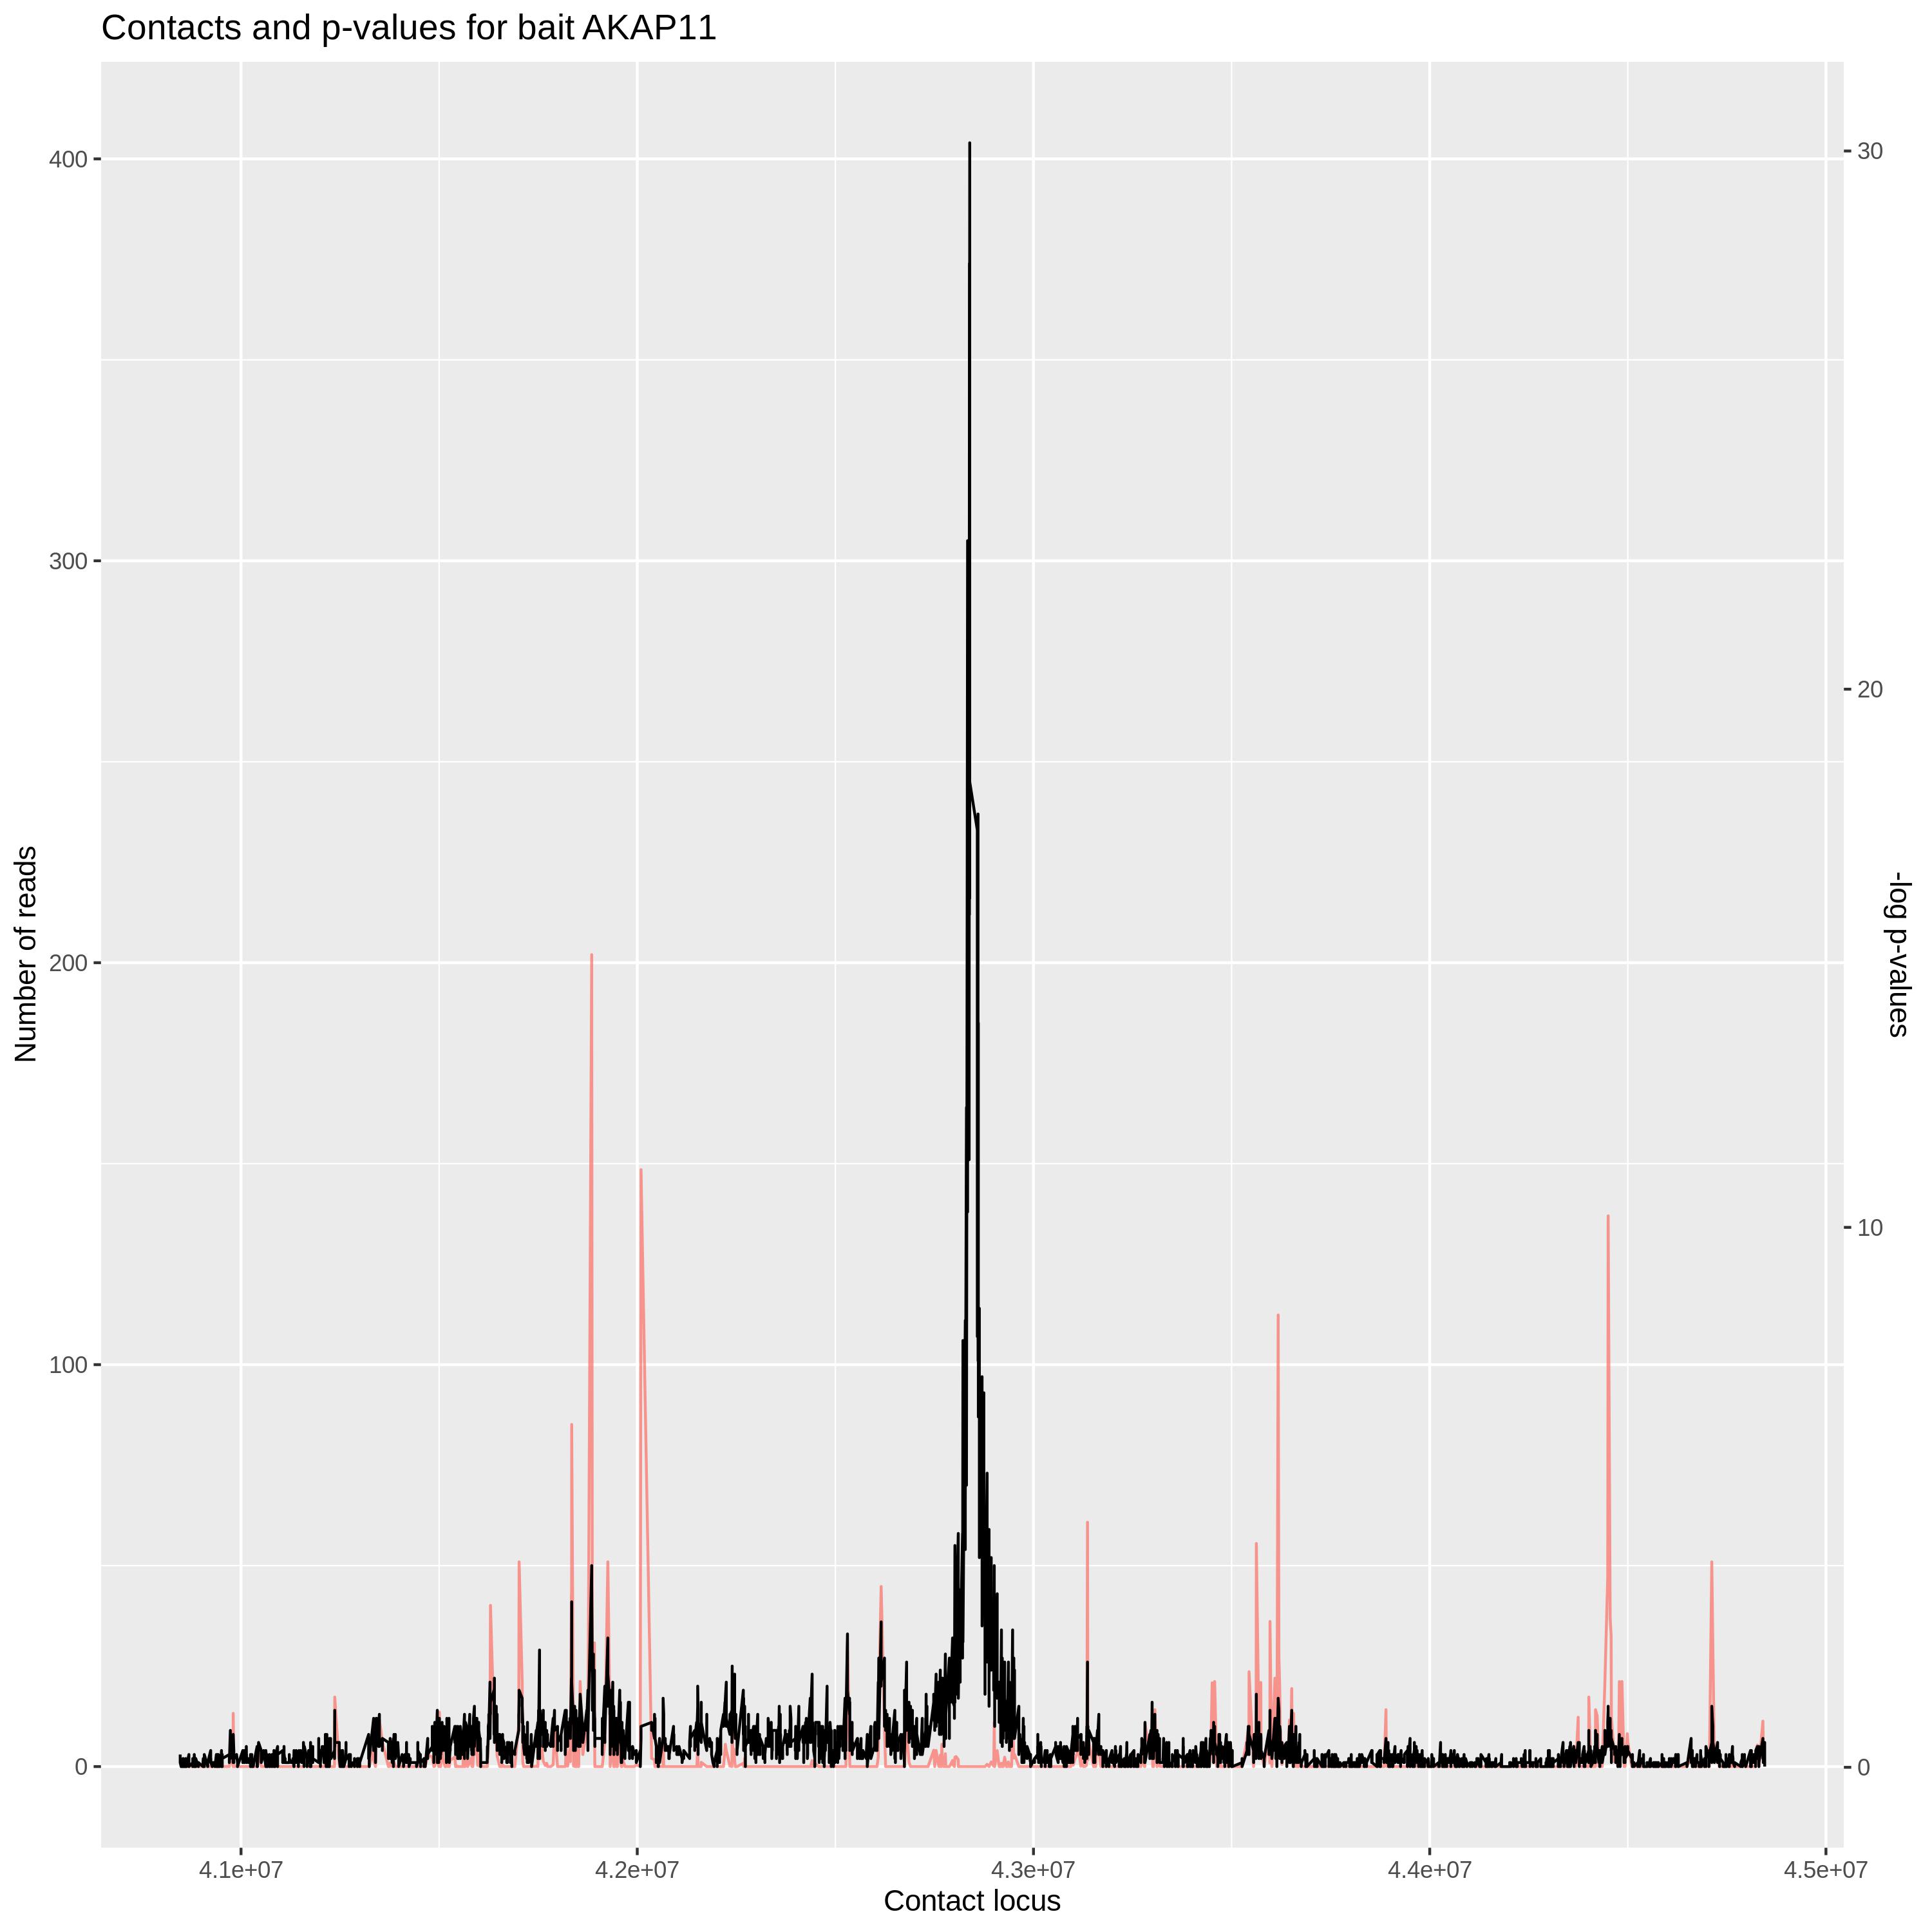 Contacts and p-values for bait AKAP11
400
300
200
100
0
30
20
10
0
Number of reads
-log p-values
4.1e+07
4.2e+07
4.3e+07
4.4e+07
4.5e+07
Contact locus